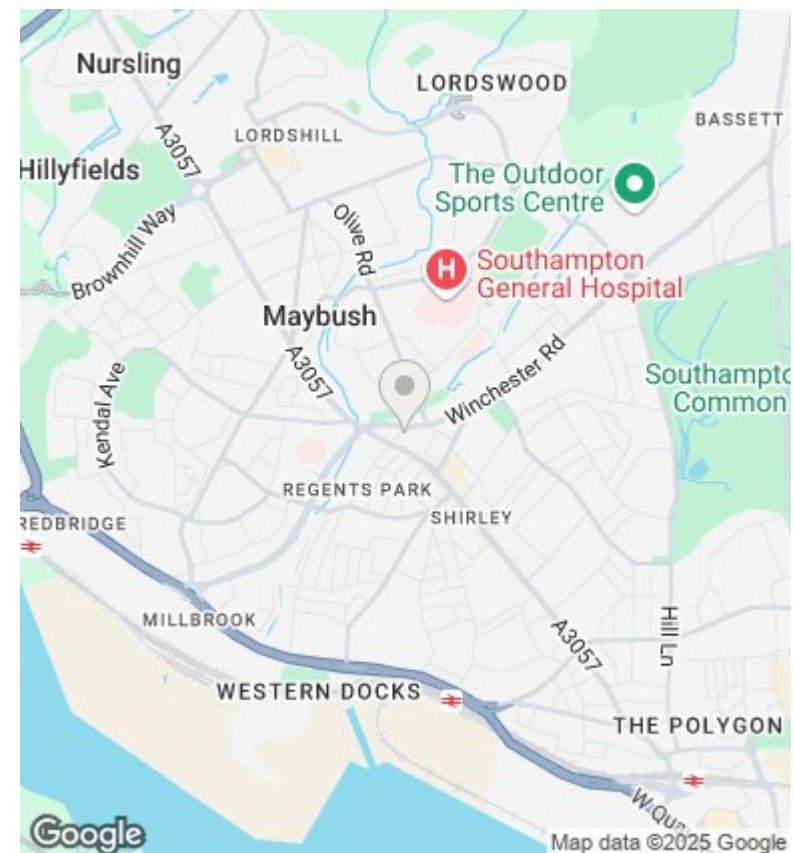 Nursling
LORDSWOOD
BASSETT
A3057
LORDSHILL
Hillyfields
The Outdoor
Sports Centre
Olive Rd
Brownhill Way
H
Southampton
General Hospital
Maybush
A3057
Winchester Rd
Kendal Ave
Southampto
Common
REGENTS PARK
SHIRLEY
REDBRIDGE
MILLBROOK
Hill Ln
A3057
WESTERN DOCKS
THE POLYGON
W.Qua
Google
Map data ©2025 Google